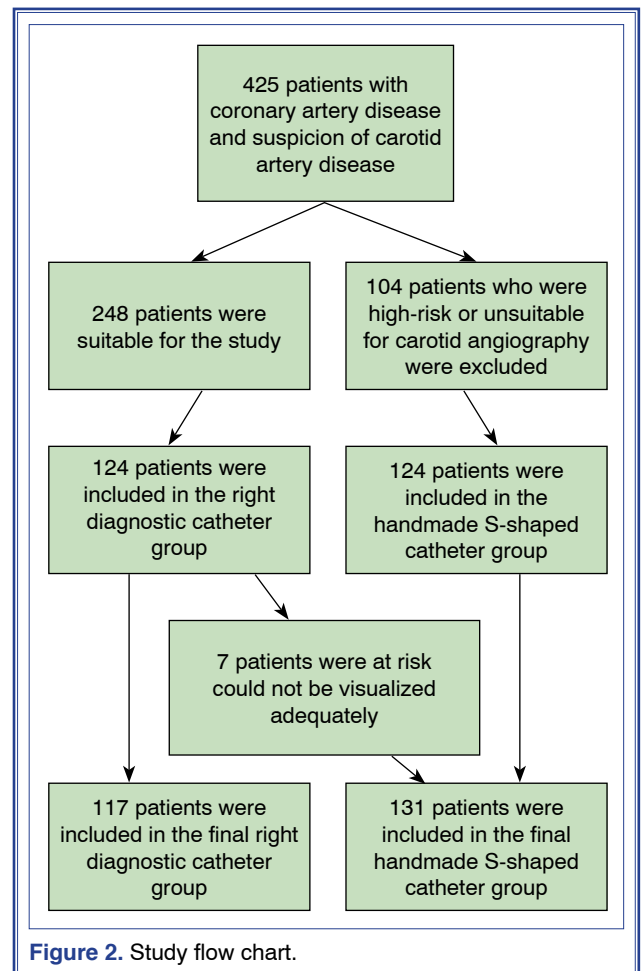 425 patients with
coronary artery disease
and suspicion of carotid
artery disease
248 patients were
suitable for the study
104 patients who were
high-risk or unsuitable
for carotid angiography
were excluded
124 patients were
included in the right
diagnostic catheter
group
124 patients were
included in the
handmade S-shaped
catheter group
7 patients were at risk
could not be visualized
adequately
117 patients were
included in the final right
diagnostic catheter
group
131 patients were
included in the final
handmade S-shaped
catheter group
Figure 2. Study flow chart.